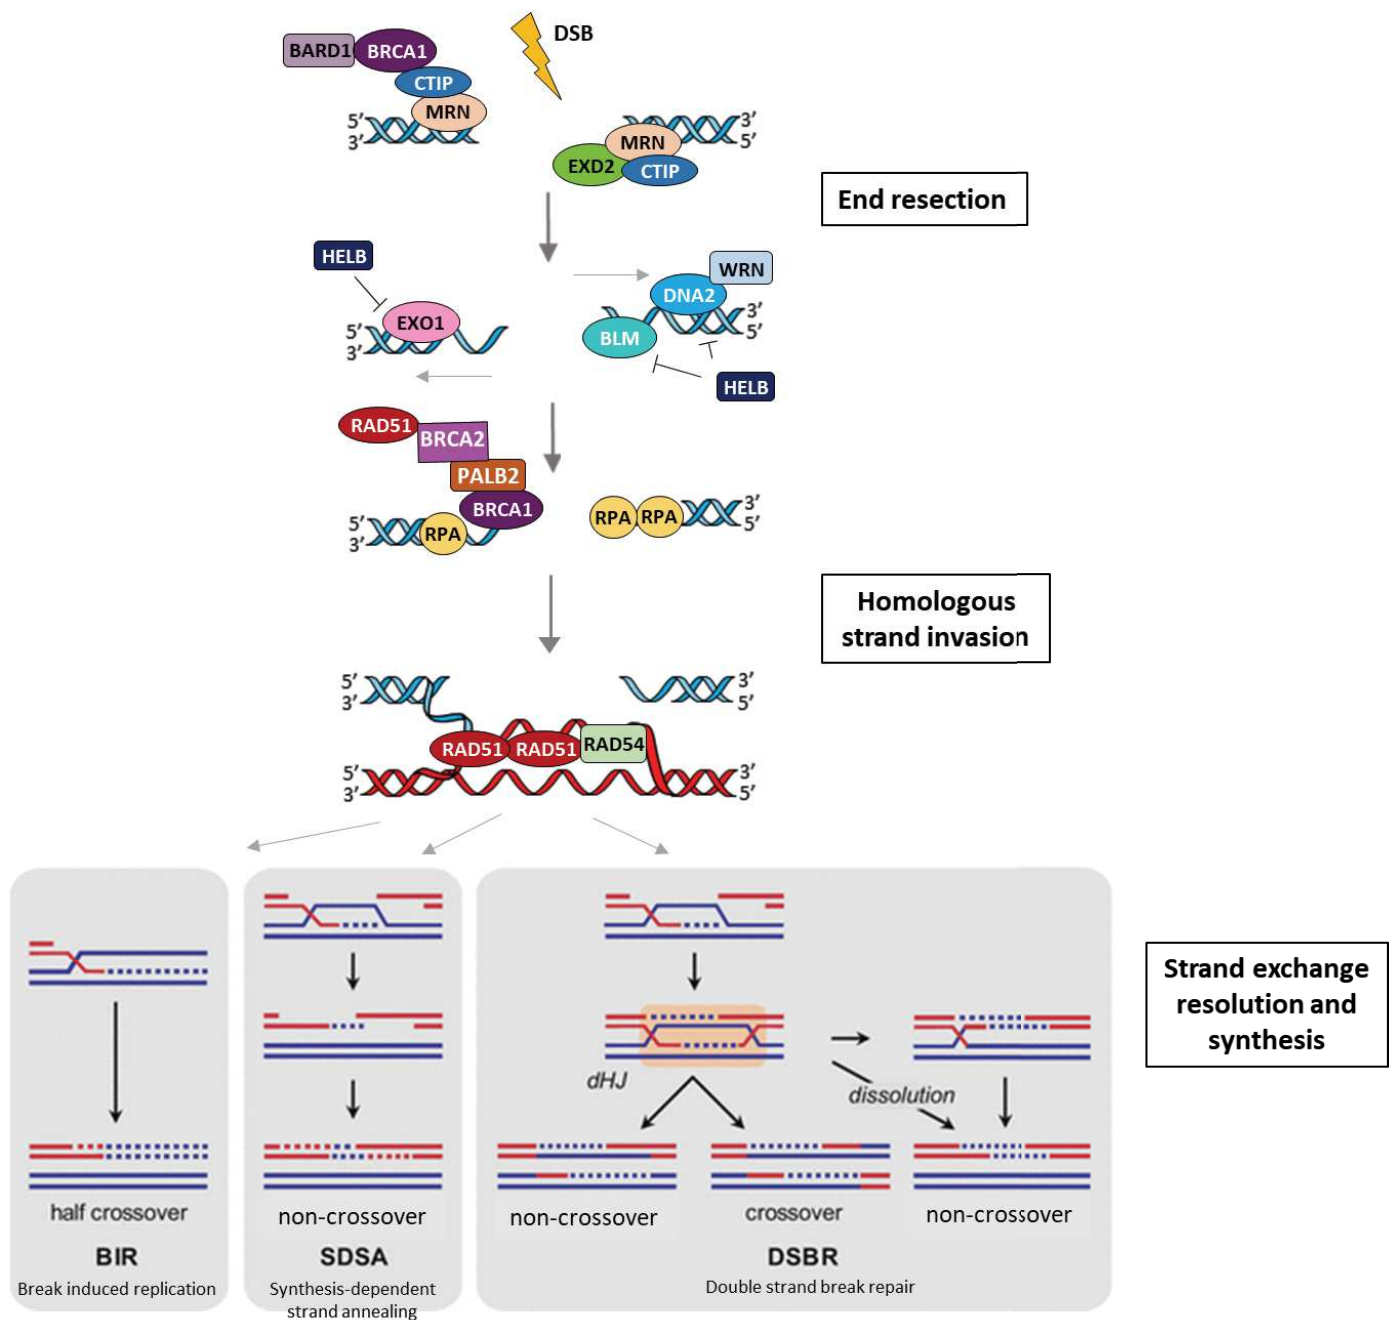 DSB
BARD1
BRCA1
CTIP
MRN
5′
3′
MRN
EXD2
CTIP
3′
5′
End resection
HELB
EXO1
5′
3′
WRN
DNA2
BLM
3′
5′
HELB
RAD51
BRCA2
PALB2
BRCA1
RPA
5′
3′
RPA
RPA
3′
5′
Homologous
strand invasion
5′
3′
3′
5′
RAD51
RAD51
RAD54
5′
3′
3′
5′
half crossover
BIR
Break induced replication
non-crossover
SDSA
Synthesis-dependent
strand annealing
dHJ
dissolution
non-crossover
crossover
non-crossover
DSBR
Double strand break repair
Strand exchange
resolution and
synthesis